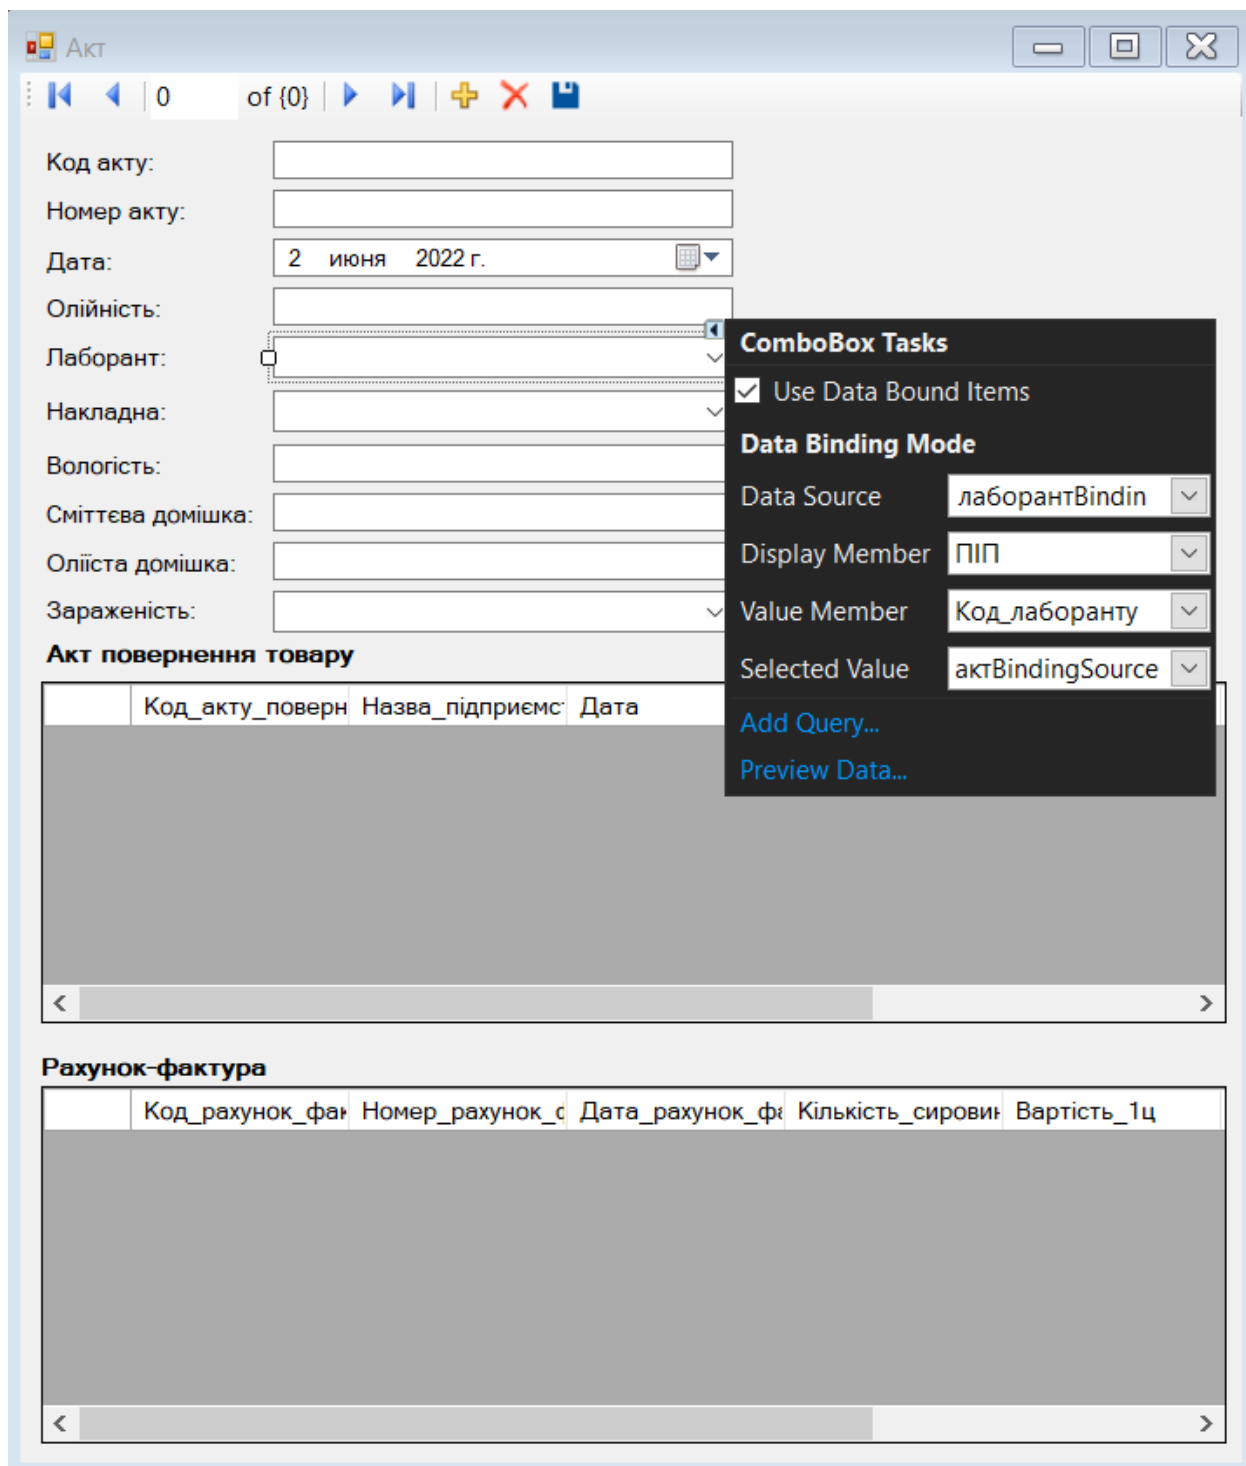 Акт
0 of {0}
Код акту:
Номер акту:
Дата: 2 июня 2022 г.
Олійність:
Лаборант:
Накладна:
Вологість:
Сміттєва домішка:
Оліїста домішка:
Зараженість:
ComboBox Tasks
Use Data Bound Items
Data Binding Mode
Data Source лаборантBindin
Display Member ПІП
Value Member Код_лаборанту
Selected Value актBindingSource
Add Query...
Preview Data...
Акт повернення товару
Код_акту_поверн Назва_підприємс Дата
Рахунок-фактура
Код_рахунок_фак Номер_рахунок_ф Дата_рахунок_фа Кількість_сировин Вартість_1ц